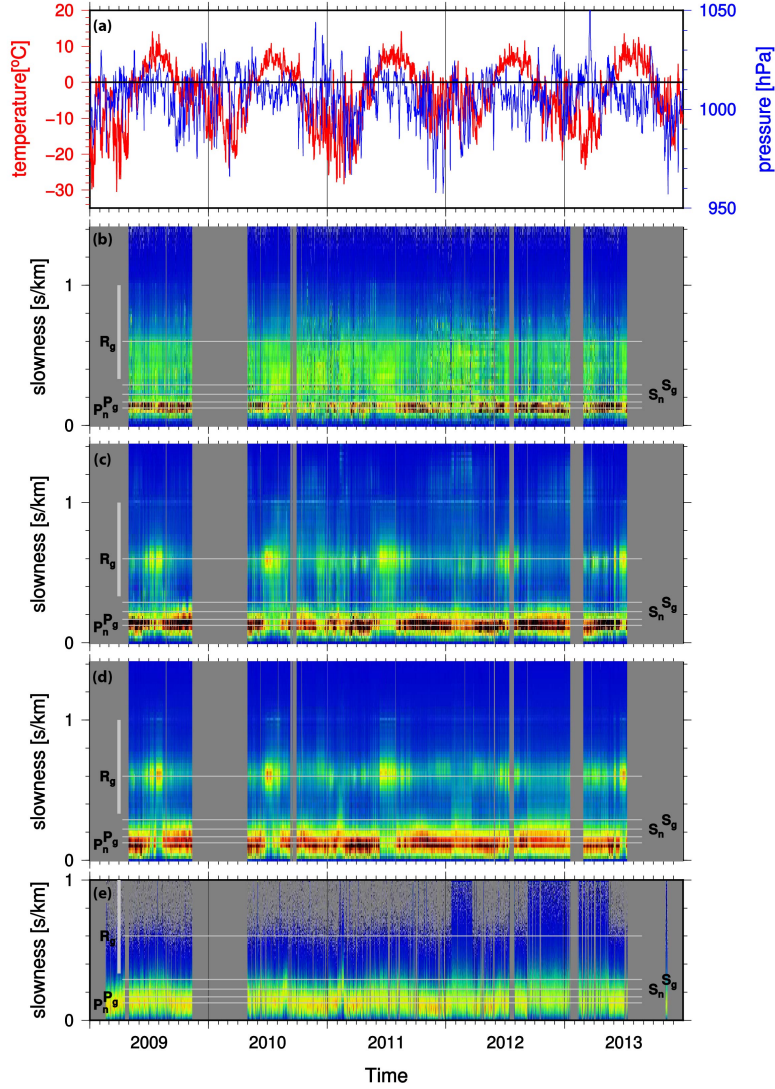 20
10
0
−10
−20
−30
temperature[°C]
(a)
1050
1000
950
pressure [hPa]
(b)
slowness [s/km]
1
0
Rg
PnPg
SnSg
(c)
slowness [s/km]
1
0
Rg
PnPg
SnSg
(d)
slowness [s/km]
1
0
Rg
PnPg
SnSg
(e)
slowness [s/km]
1
0
Rg
PnPg
SnSg
2009 2010 2011 2012 2013
Time